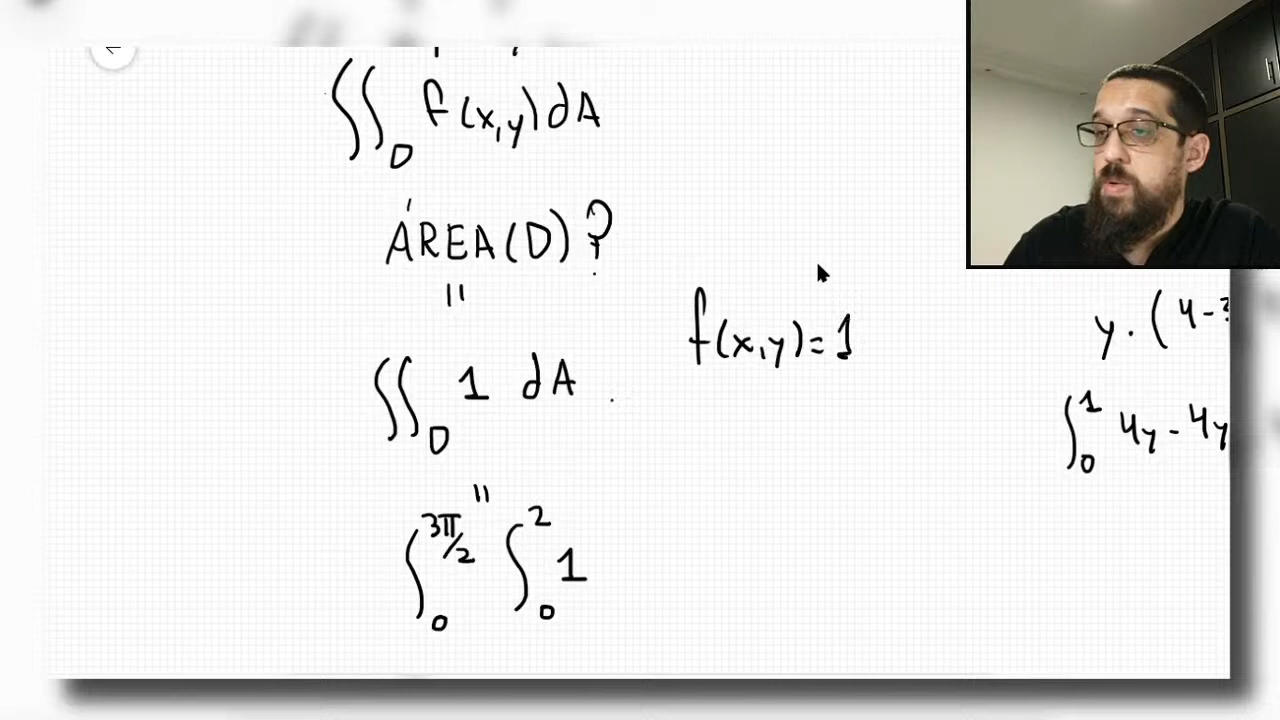 ∫∫_D f(x,y) dA
ÁREA(D)?
"
∫∫_D 1 dA
f(x,y)=1
"
∫_0^{3π/2} ∫_0^2 1
y · (4-
∫_0^1 4y - 4y